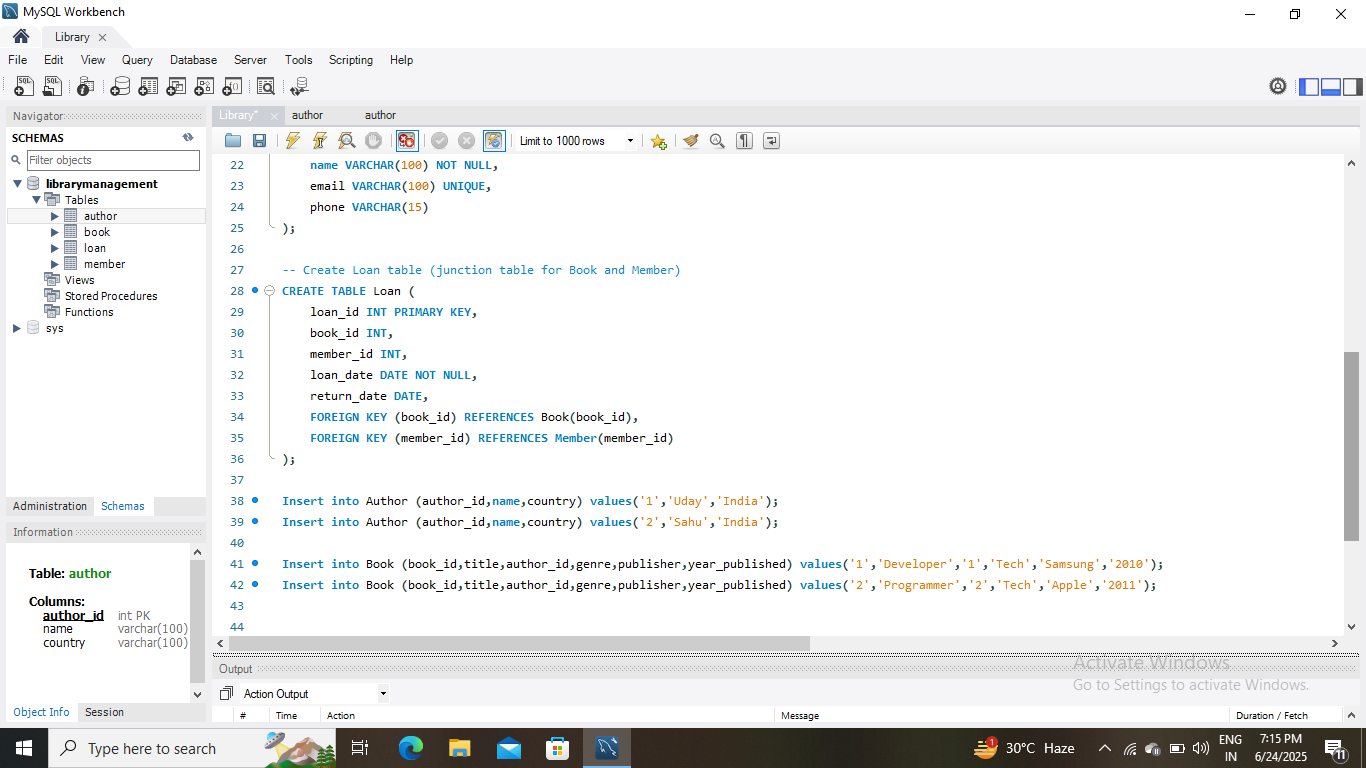 MySQL Workbench
Library
File Edit View Query Database Server Tools Scripting Help
Navigator
SCHEMAS
Filter objects
librarymanagement
Tables
author
book
loan
member
Views
Stored Procedures
Functions
sys
Administration Schemas
Information
Table: author
Columns:
author_id int PK
name varchar(100)
country varchar(100)
Object Info Session
Library* author author
Limit to 1000 rows
22 name VARCHAR(100) NOT NULL,
23 email VARCHAR(100) UNIQUE,
24 phone VARCHAR(15)
25 );
26
27 -- Create Loan table (junction table for Book and Member)
28 CREATE TABLE Loan (
29 loan_id INT PRIMARY KEY,
30 book_id INT,
31 member_id INT,
32 loan_date DATE NOT NULL,
33 return_date DATE,
34 FOREIGN KEY (book_id) REFERENCES Book(book_id),
35 FOREIGN KEY (member_id) REFERENCES Member(member_id)
36 );
37
38 Insert into Author (author_id,name,country) values('1','Uday','India');
39 Insert into Author (author_id,name,country) values('2','Sahu','India');
40
41 Insert into Book (book_id,title,author_id,genre,publisher,year_published) values('1','Developer','1','Tech','Samsung','2010');
42 Insert into Book (book_id,title,author_id,genre,publisher,year_published) values('2','Programmer','2','Tech','Apple','2011');
43
44
Output
Activate Windows
Go to Settings to activate Windows.
Action Output
# Time Action Message Duration / Fetch
Type here to search
1
30°C Haze
ENG
IN
7:15 PM
6/24/2025
11